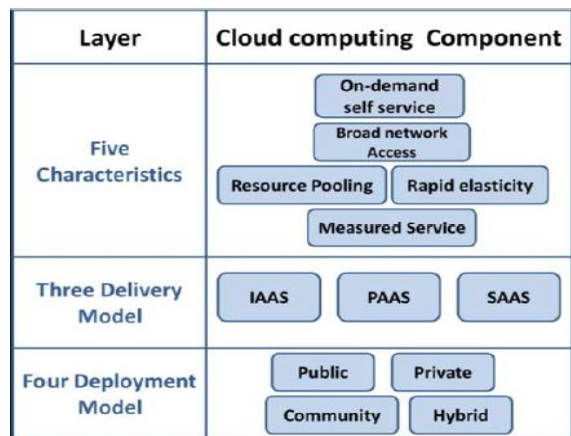 Layer
Cloud computing Component
Five
Characteristics
On-demand
self service
Broad network
Access
Resource Pooling
Rapid elasticity
Measured Service
Three Delivery
Model
IAAS
PAAS
SAAS
Four Deployment
Model
Public
Private
Community
Hybrid